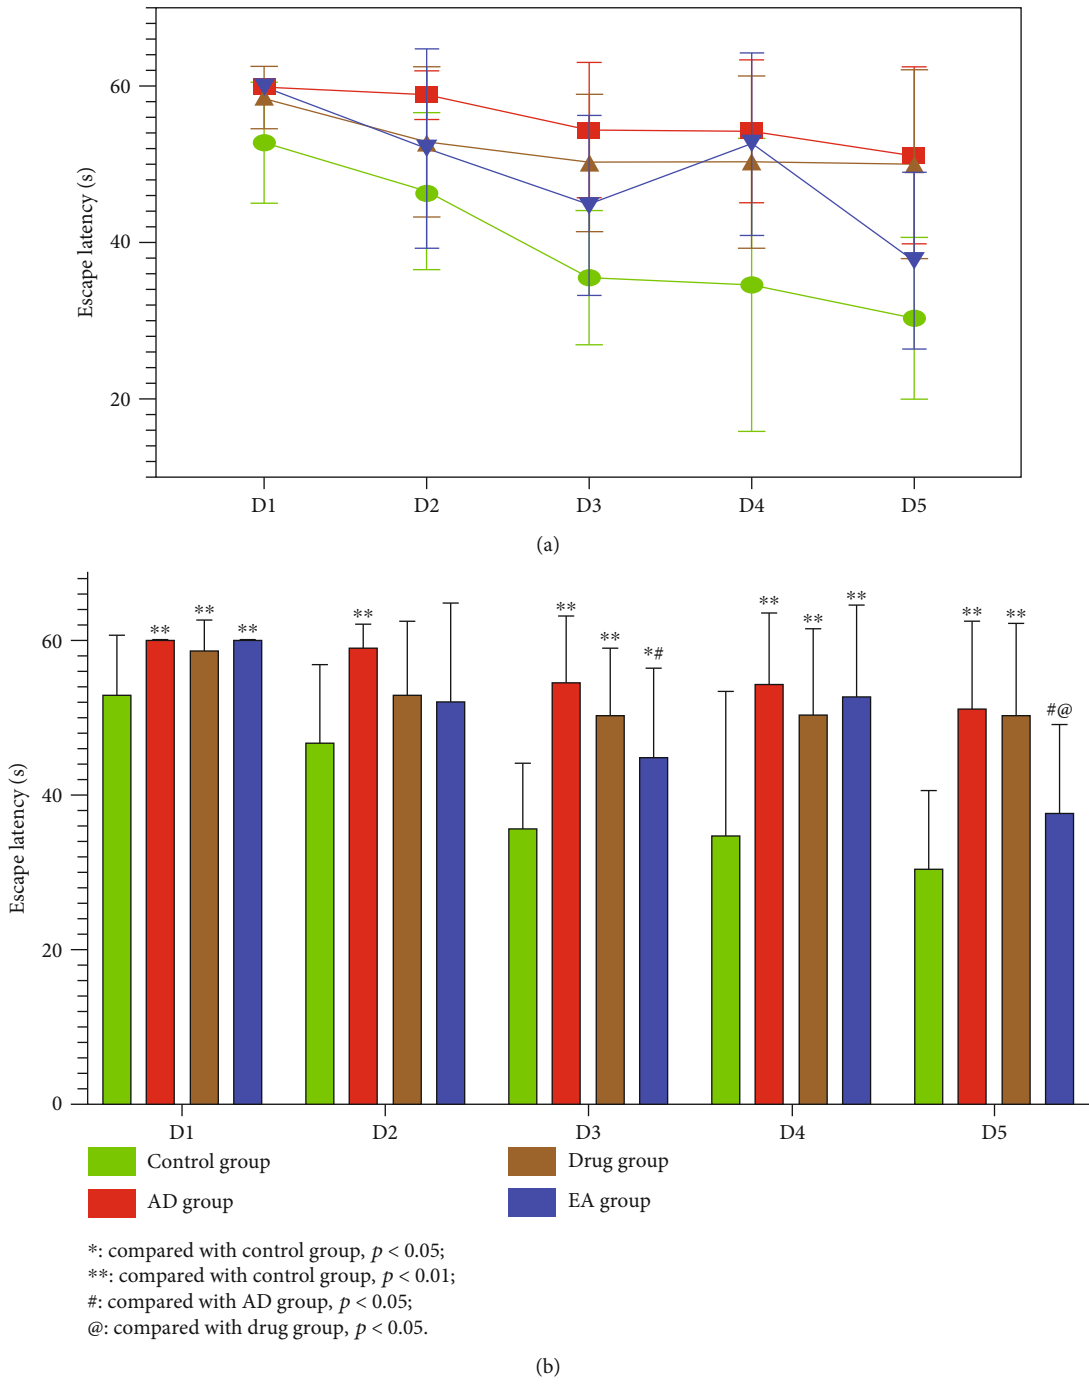 60
40
20
Escape latency (s)
D1 D2 D3 D4 D5
(a)
** ** ** ** ** ** *# ** ** ** ** ** #@
60
40
20
0
Escape latency (s)
D1 D2 D3 D4 D5
Control group Drug group
AD group EA group
*: compared with control group, p < 0.05;
**: compared with control group, p < 0.01;
#: compared with AD group, p < 0.05;
@: compared with drug group, p < 0.05.
(b)